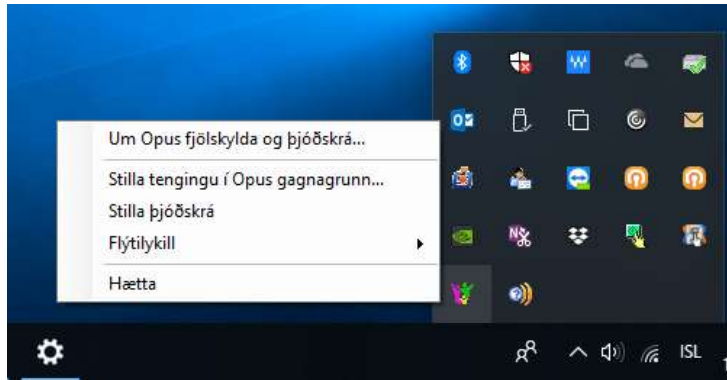 Um Opus fjölskylda og þjóðskrá...
Stilla tengingu í Opus gagnagrunn...
Stilla þjóðskrá
Flýtilykill
Hætta
ISL